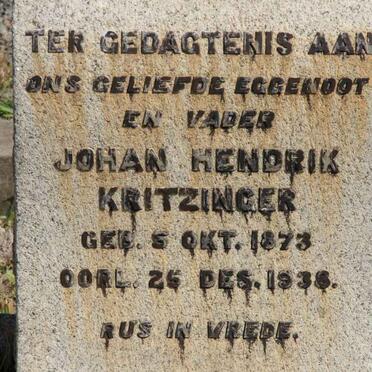 TER GEDAGTENIS AAN
ONS GELIEFDE EGGENOOT
EN VADER
JOHAN HENDRIK
KRITZINGER
GEB. 5 OKT. 1873
OORL. 25 DES. 1936.
RUS IN VREDE.